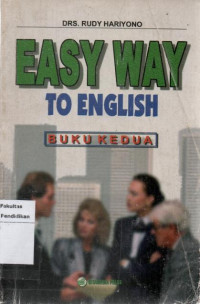 DRS. RUDY HARIYONO
EASY WAY
TO ENGLISH
BUKU KEDUA
Fakultas
Pendidikan